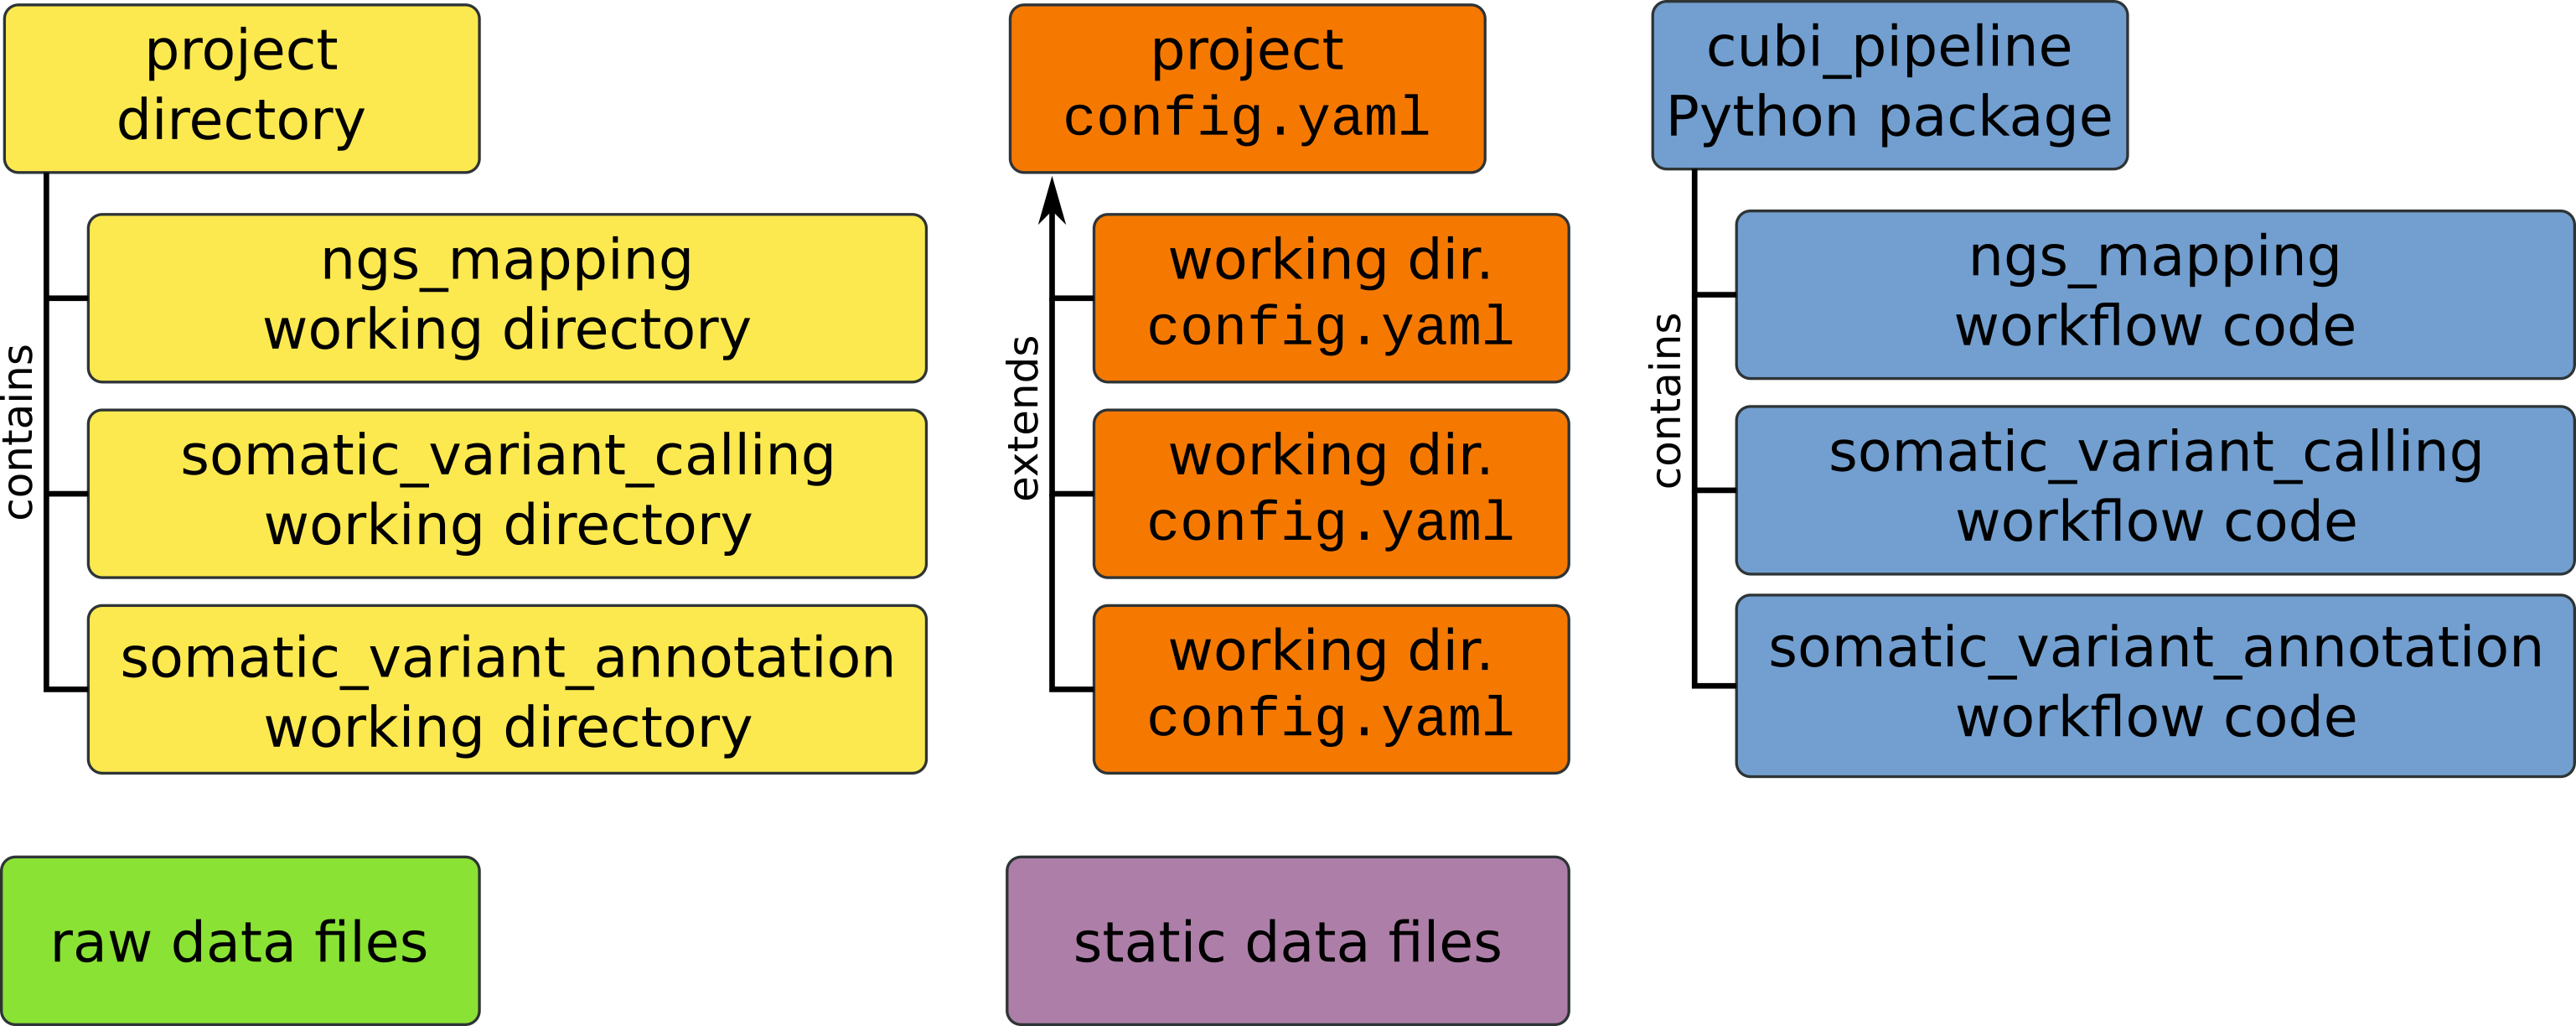 project
directory
contains
ngs_mapping
working directory
somatic_variant_calling
working directory
somatic_variant_annotation
working directory
project
config.yaml
extends
working dir.
config.yaml
working dir.
config.yaml
working dir.
config.yaml
cubi_pipeline
Python package
contains
ngs_mapping
workflow code
somatic_variant_calling
workflow code
somatic_variant_annotation
workflow code
raw data files
static data files